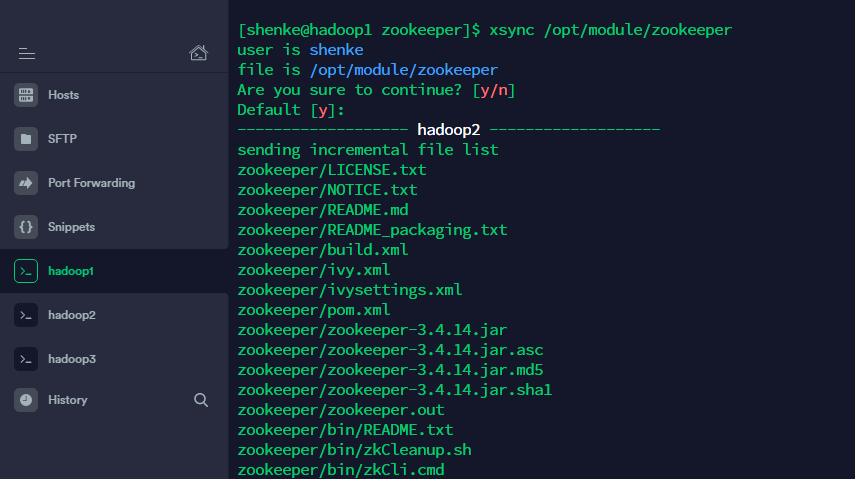 Hosts
SFTP
Port Forwarding
Snippets
hadoop1
hadoop2
hadoop3
History
[shenke@hadoop1 zookeeper]$ xsync /opt/module/zookeeper
user is shenke
file is /opt/module/zookeeper
Are you sure to continue? [y/n]
Default [y]:
------------------- hadoop2 -------------------
sending incremental file list
zookeeper/LICENSE.txt
zookeeper/NOTICE.txt
zookeeper/README.md
zookeeper/README_packaging.txt
zookeeper/build.xml
zookeeper/ivy.xml
zookeeper/ivysettings.xml
zookeeper/pom.xml
zookeeper/zookeeper-3.4.14.jar
zookeeper/zookeeper-3.4.14.jar.asc
zookeeper/zookeeper-3.4.14.jar.md5
zookeeper/zookeeper-3.4.14.jar.sha1
zookeeper/zookeeper.out
zookeeper/bin/README.txt
zookeeper/bin/zkCleanup.sh
zookeeper/bin/zkCli.cmd